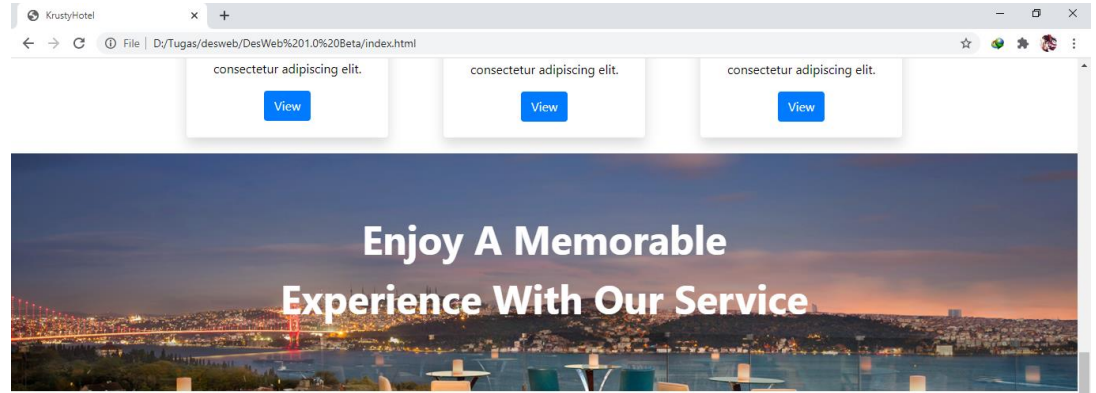 KrustyHotel
File | D:/Tugas/desweb/DesWeb%201.0%20Beta/index.html
consectetur adipiscing elit. consectetur adipiscing elit. consectetur adipiscing elit.
View View View
Enjoy A Memorable
Experience With Our Service